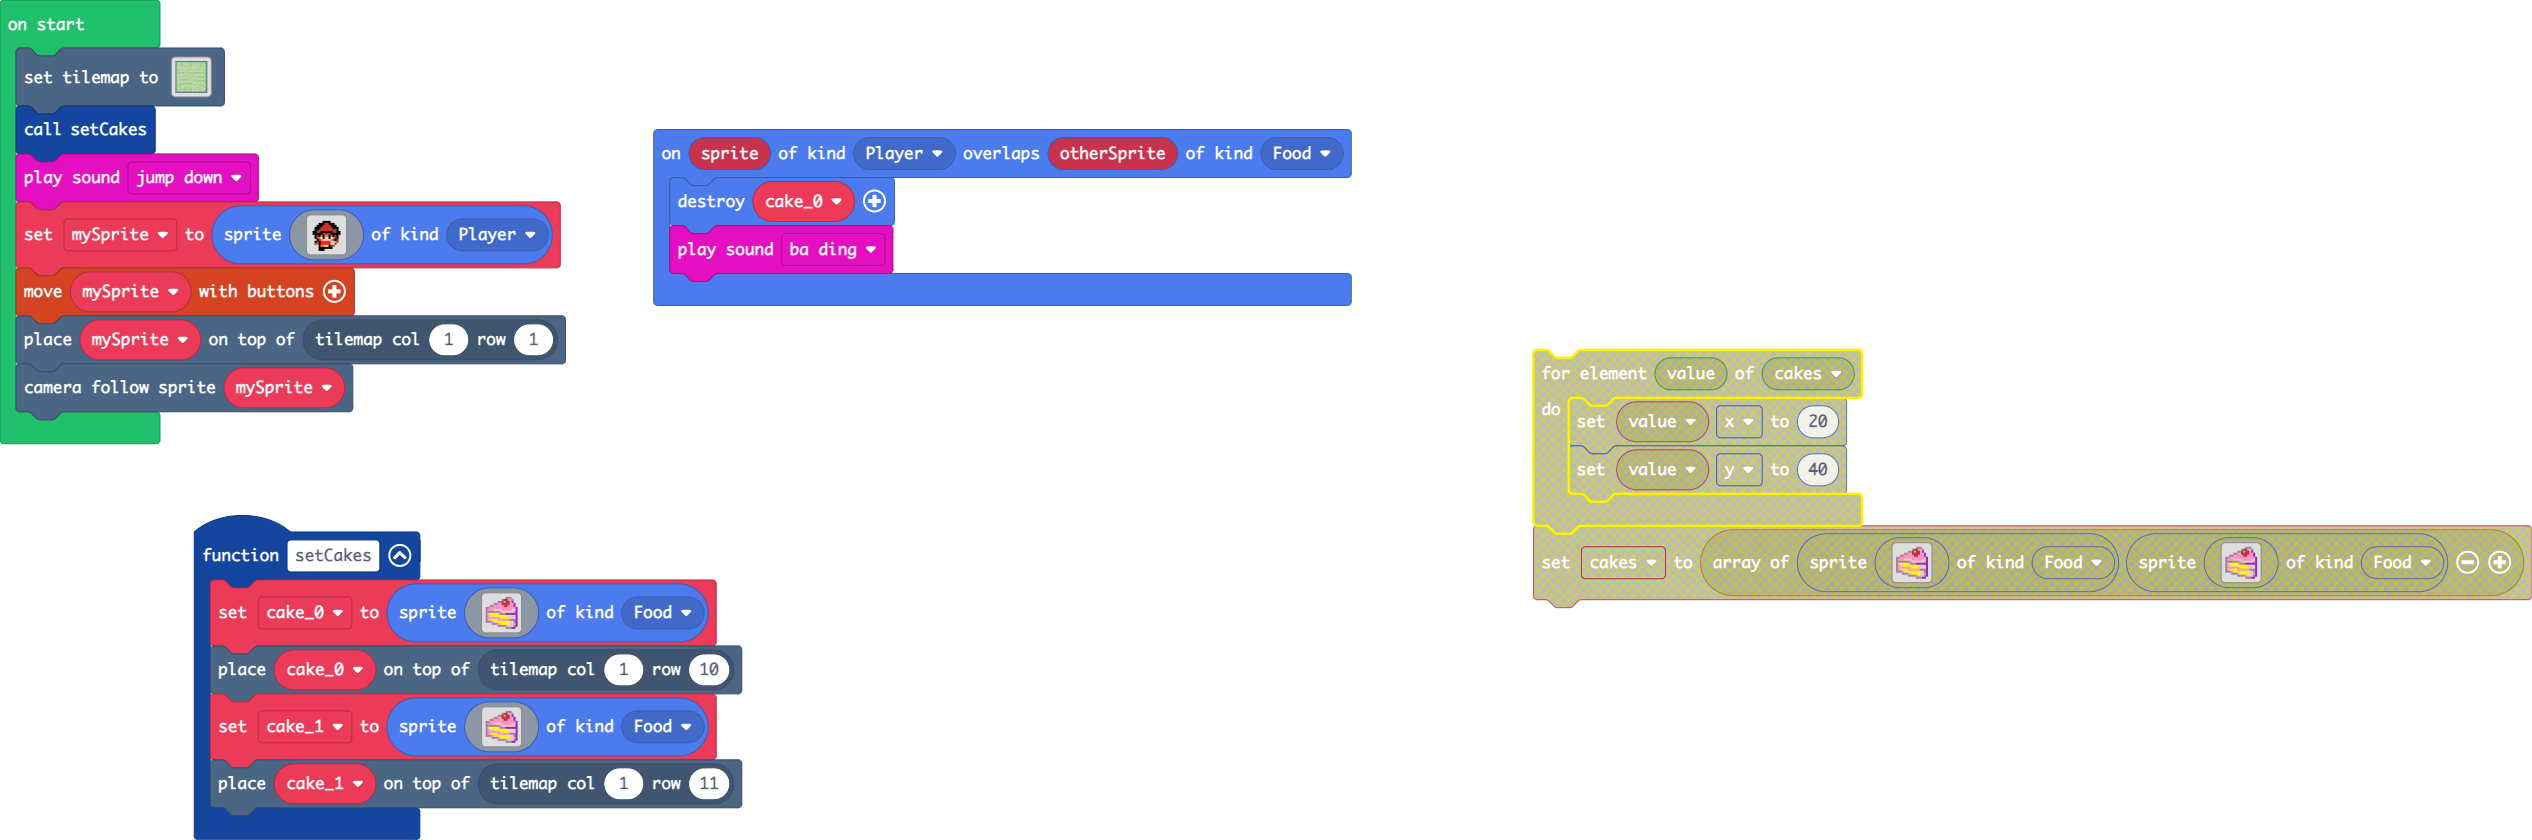 on start
set tilemap to
call setCakes
play sound jump down
set mySprite to sprite of kind Player
move mySprite with buttons
place mySprite on top of tilemap col 1 row 1
camera follow sprite mySprite
on sprite of kind Player overlaps otherSprite of kind Food
destroy cake_0
play sound ba ding
function setCakes
set cake_0 to sprite of kind Food
place cake_0 on top of tilemap col 1 row 10
set cake_1 to sprite of kind Food
place cake_1 on top of tilemap col 1 row 11
for element value of cakes
do set value x to 20
set value y to 40
set cakes to array of sprite of kind Food sprite of kind Food